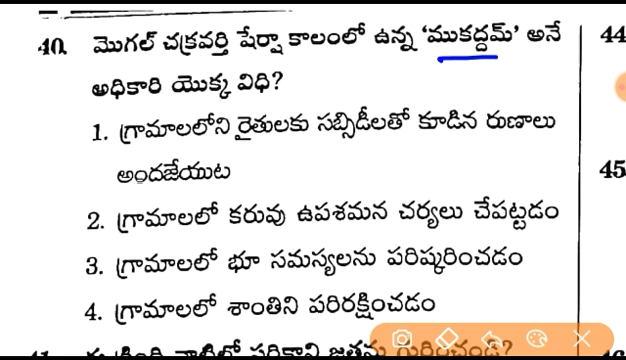 40. మొగల్ చక్రవర్తి షేర్షా కాలంలో ఉన్న 'ముకద్దమ్' అనే
అధికారి యొక్క విధి?
1. గ్రామాలలోని రైతులకు సబ్సిడీలతో కూడిన రుణాలు
అందజేయుట
2. గ్రామాలలో కరువు ఉపశమన చర్యలు చేపట్టడం
3. గ్రామాలలో భూ సమస్యలను పరిష్కరించడం
4. గ్రామాలలో శాంతిని పరిరక్షించడం
44
45